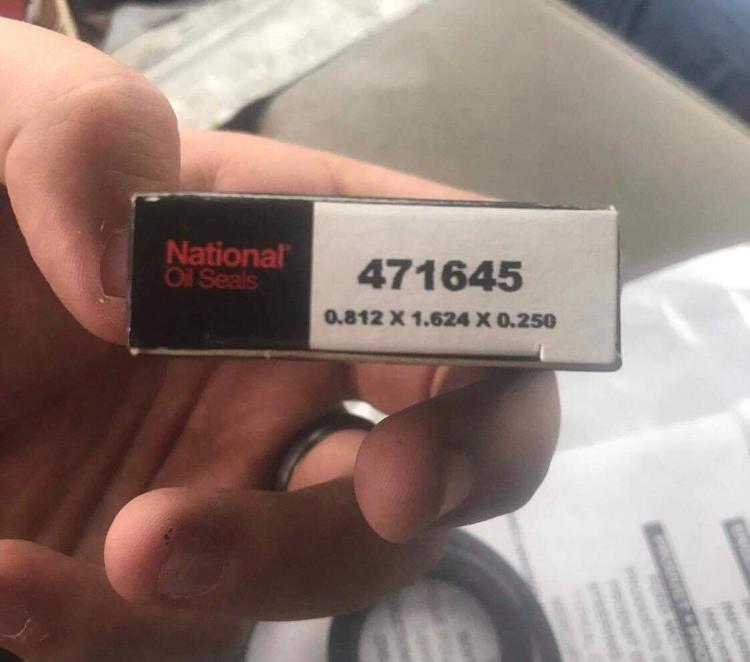 National
Oil Seals
471645
0.812 X 1.624 X 0.250